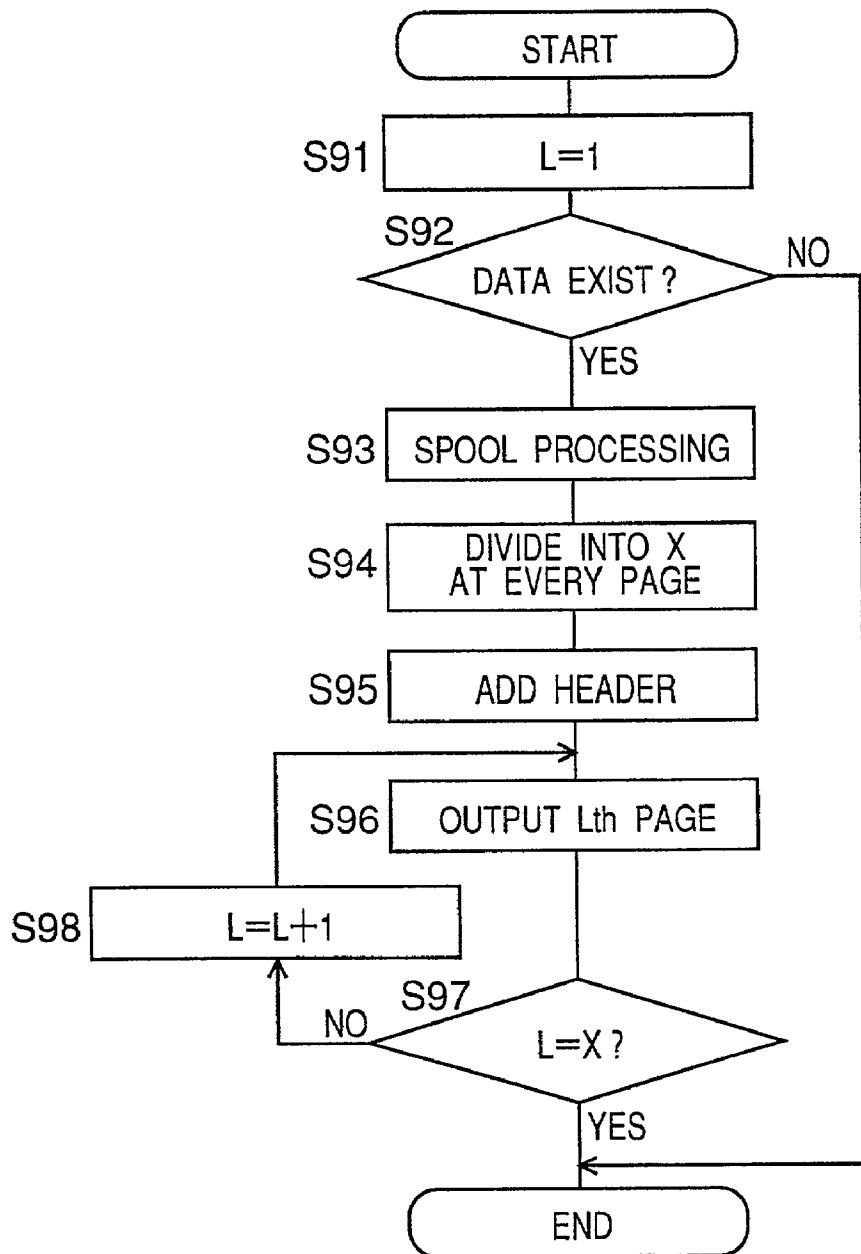 START
S91
L=1
S92
DATA EXIST?
NO
YES
S93
SPOOL PROCESSING
S94
DIVIDE INTO X
AT EVERY PAGE
S95
ADD HEADER
S96
OUTPUT Lth PAGE
S98
L=L+1
S97
NO
L=X?
YES
END